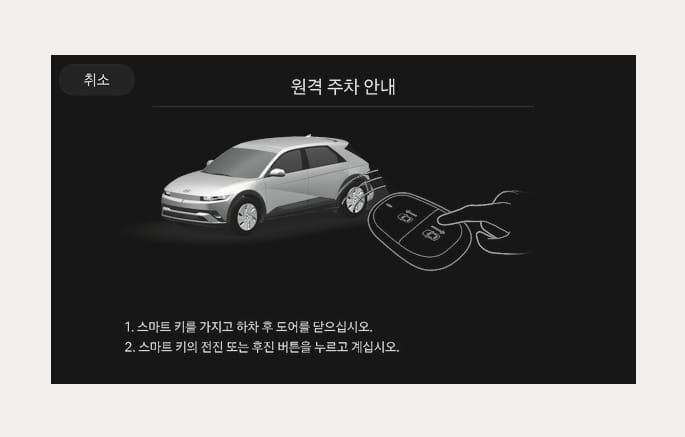 취소
원격 주차 안내
1. 스마트 키를 가지고 하차 후 도어를 닫으십시오.
2. 스마트 키의 전진 또는 후진 버튼을 누르고 계십시오.